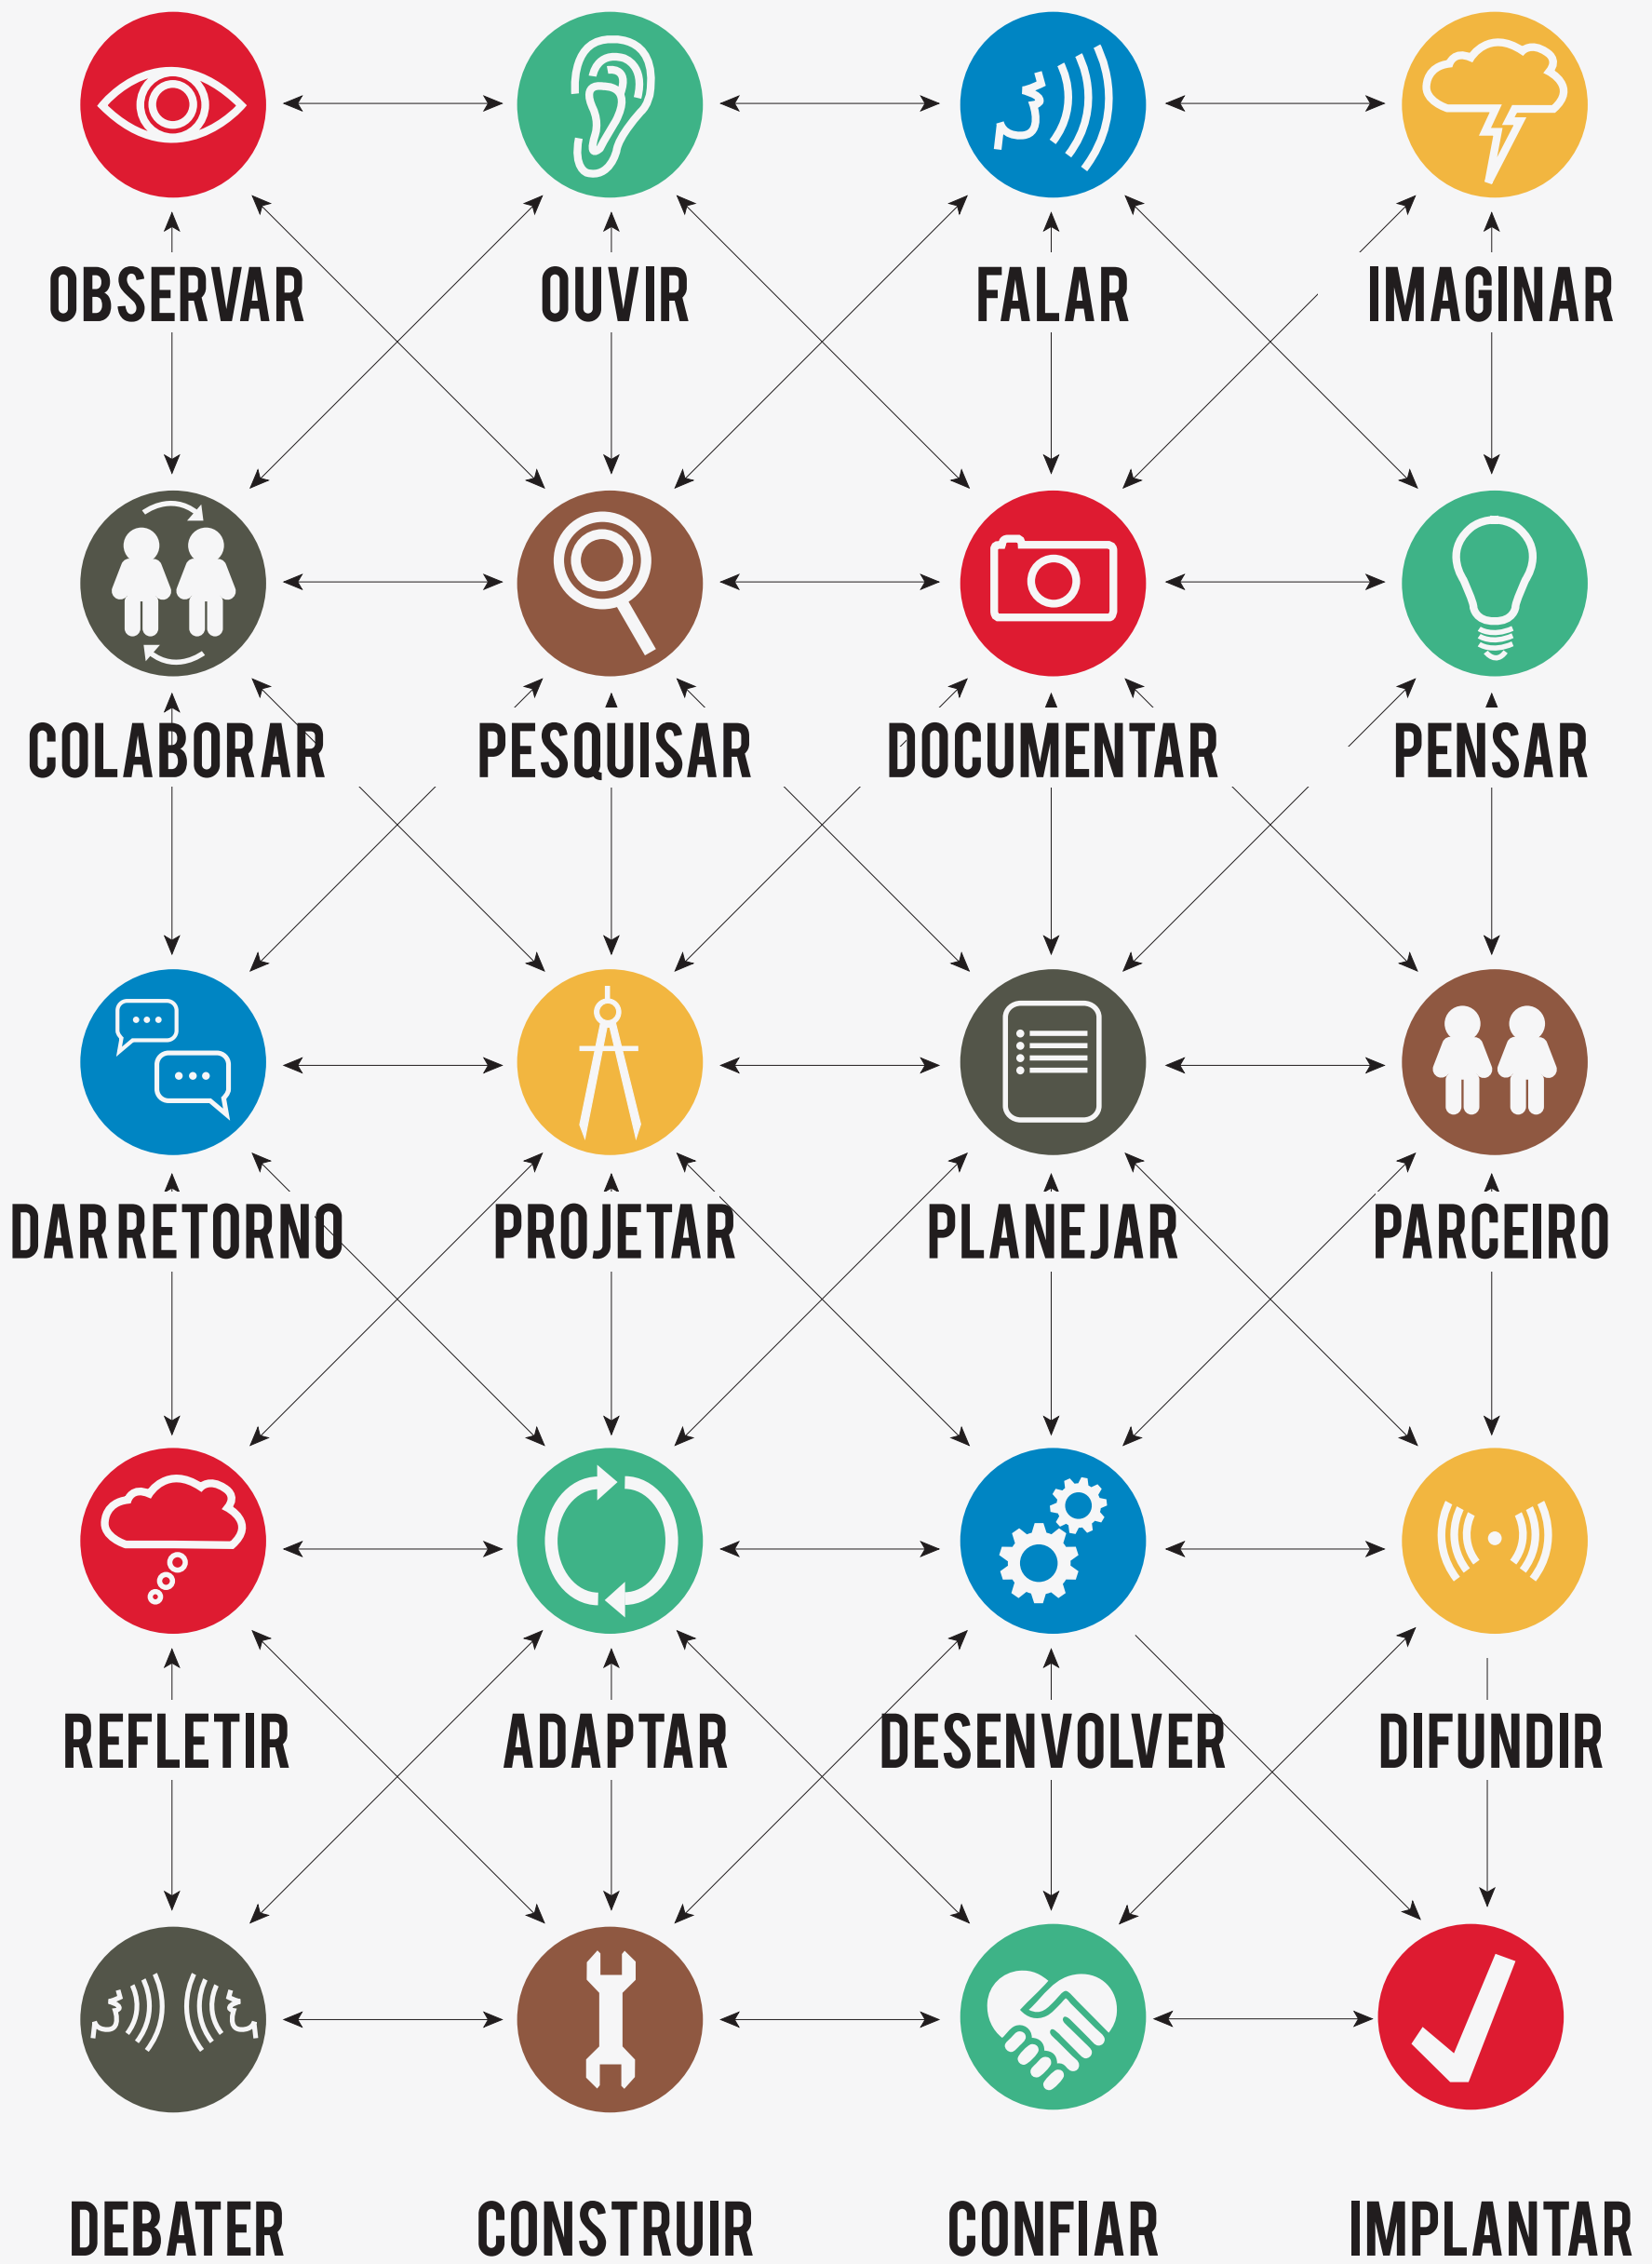 OBSERVAR OUVIR FALAR IMAGINAR
COLABORAR PESQUISAR DOCUMENTAR PENSAR
DAR RETORNO PROJETAR PLANEJAR PARCEIRO
REFLETIR ADAPTAR DESENVOLVER DIFUNDIR
DEBATER CONSTRUIR CONFIAR IMPLANTAR